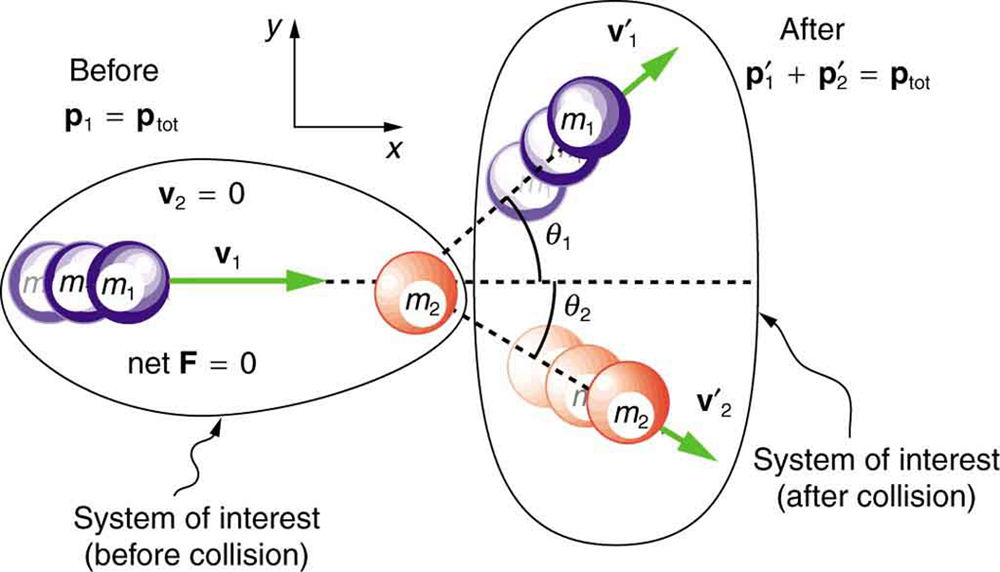 Before
p₁ = pₜₒₜ
y
x
After
p′₁ + p′₂ = pₜₒₜ
v₂ = 0
v₁
m
m
m₁
m₂
net F = 0
v′₁
m₁
θ₁
θ₂
m₂
v′₂
System of interest
(before collision)
System of interest
(after collision)